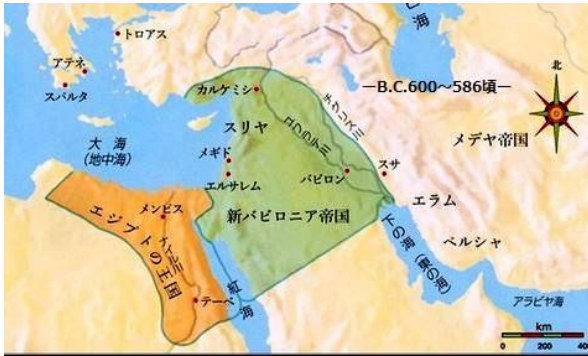 トロアス
アテネ
スパルタ
カルケミシ
―B.C.600～586頃―
北
チグリス川
ユフラテ川
スリヤ
メデヤ帝国
大 海
(地中海)
メギド
エルサレム
バビロン
スサ
エラム
新バビロニア帝国
ペルシャ
エジプトの王国
メンピス
ナイル川
テーベ
紅海
下の海(東の海)
アラビヤ海
km
0 200 400